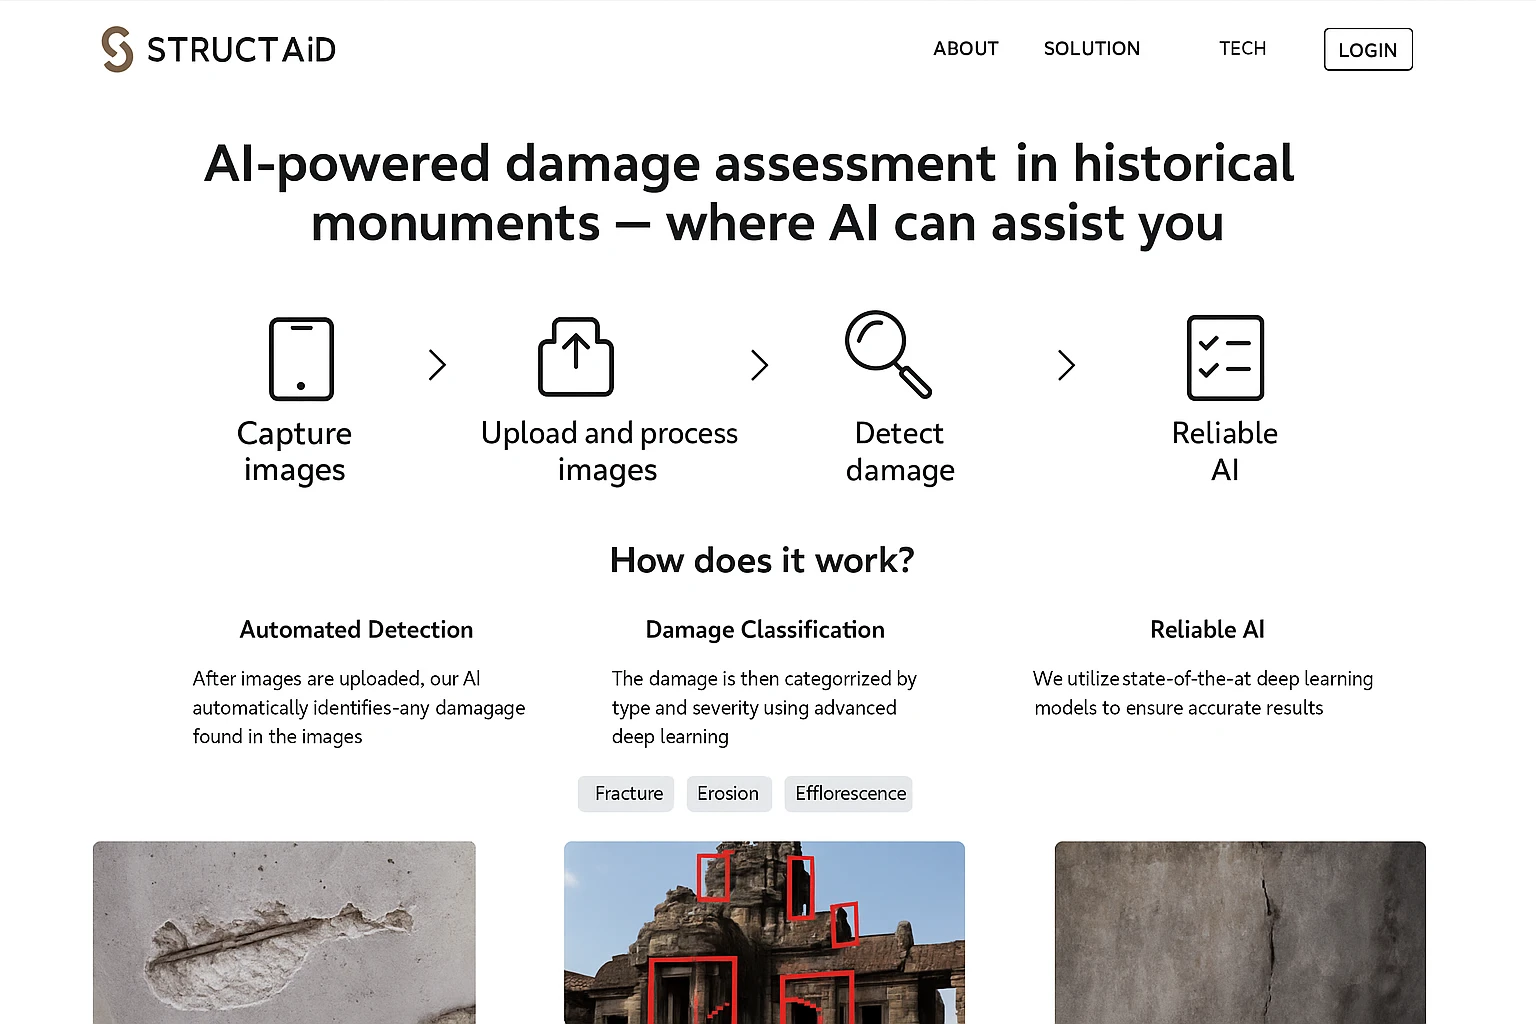 STRUCTAiD
ABOUT SOLUTION TECH LOGIN
AI-powered damage assessment in historical
monuments — where AI can assist you
Capture
images
Upload and process
images
Detect
damage
Reliable
AI
How does it work?
Automated Detection
After images are uploaded, our AI
automatically identifies-any damagage
found in the images
Damage Classification
The damage is then categorrized by
type and severity using advanced
deep learning
Fracture Erosion Efflorescence
Reliable AI
We utilize state-of-the-at deep learning
models to ensure accurate results